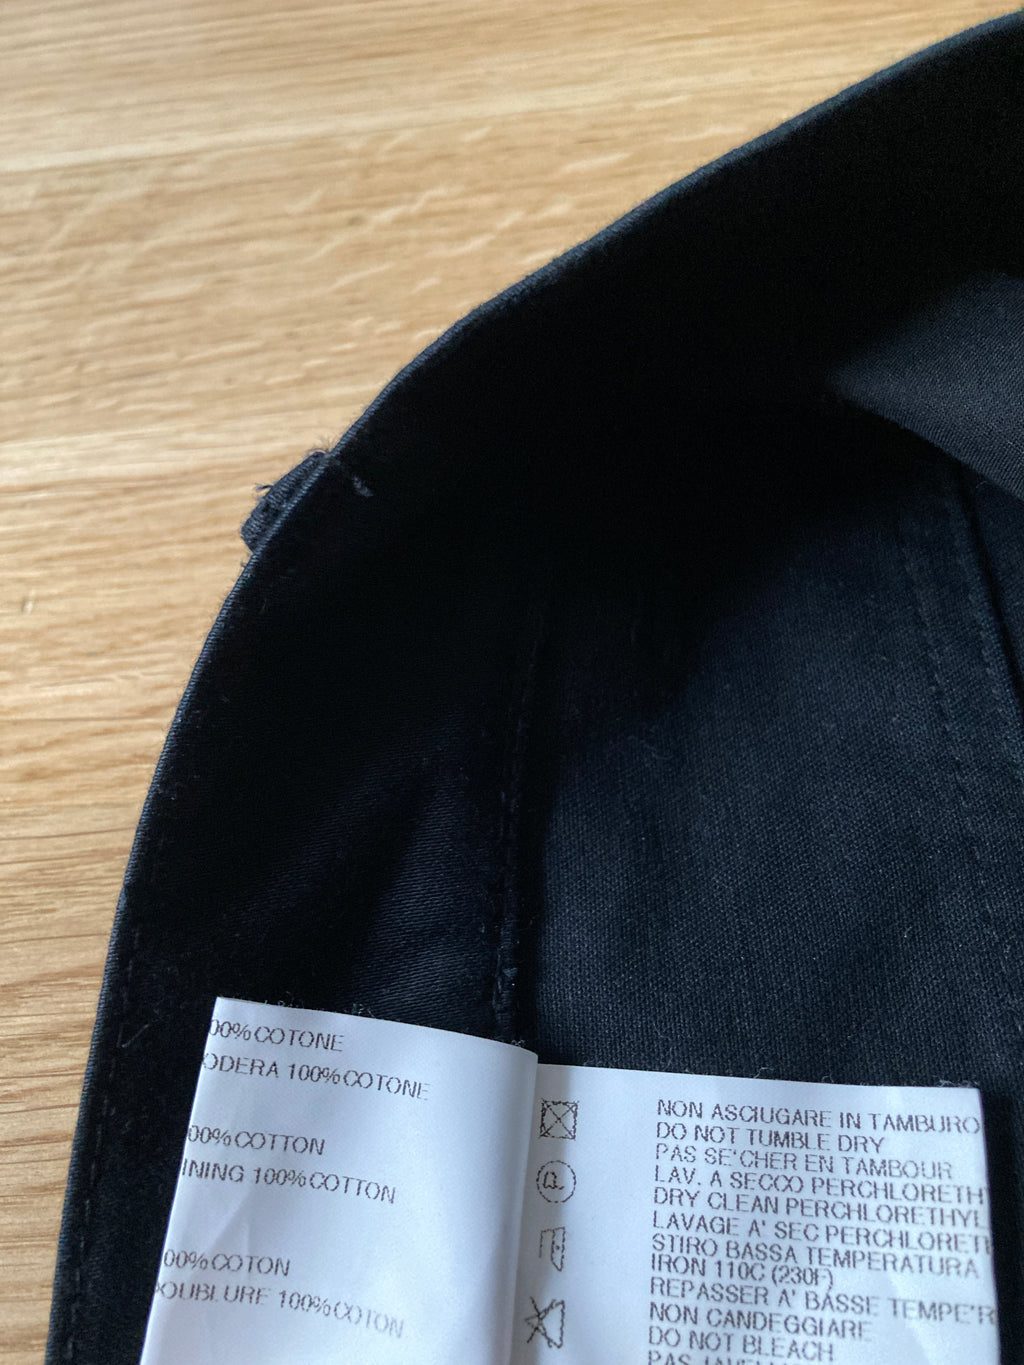 00% COTONE
ODERA 100% COTONE
00% COTTON
INING 100% COTTON
00% COTON
OUBLURE 100% COTON
NON ASCIUGARE IN TAMBURO
DO NOT TUMBLE DRY
PAS SE'CHER EN TAMBOUR
LAV. A SECCO PERCHLORETH
DRY CLEAN PERCHLORETHYL
LAVAGE A' SEC PERCHLORETI
STIRO BASSA TEMPERATURA
IRON 110C (230F)
REPASSER A' BASSE TEMPE'R
NON CANDEGGIARE
DO NOT BLEACH
PAS